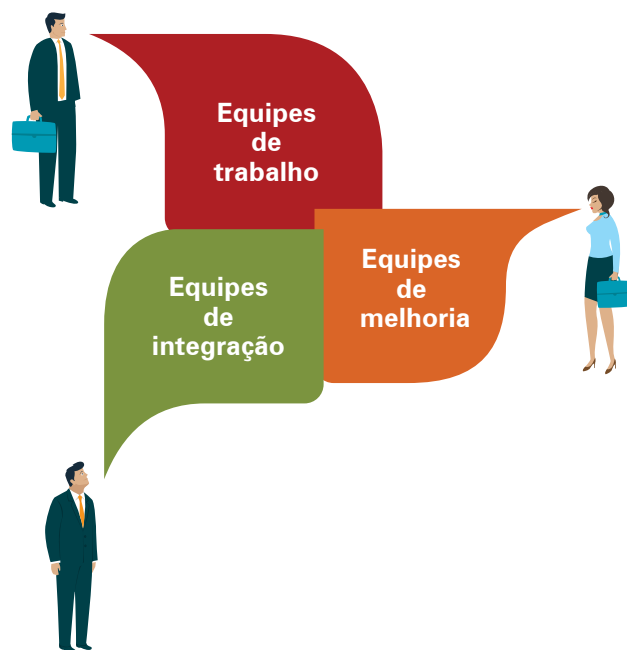 Equipes
de
trabalho
Equipes
de
melhoria
Equipes
de
integração